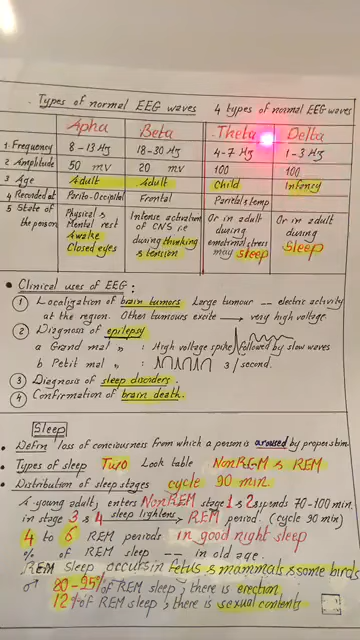 Types of normal EEG waves 4 types of normal EEG waves
Apha Beta Theta Delta
1. Frequency 8-13 Hz 18-30 Hz 4-7 Hz 1-3 Hz
2 Amplitude 50 mv 20 mv 100 100
3 Age Adult Adult Child Infancy
4 Recorded at Parito-Occipital Frontal Parietal & temp
5 State of the person Physical & Mental rest Awake Closed eyes Intense activation of CNS i.e during thinking & tension Or in adult during emotional stress may sleep Or in adult during Sleep
• Clinical uses of EEG:
① Localization of brain tumors Large tumour -- electric activity
at the region. Other tumours excite → very high voltage.
② Diagnosis of epilepsy
a Grand mal " : High voltage spike followed by slow waves
b Petit mal " : 3/second.
③ Diagnosis of sleep disorders.
④ Confirmation of brain death.
Sleep
• Defin loss of conciousness from which a person is aroused by proper stim
• Types of sleep Two Look table NonREM & REM
• Distribution of sleep stages cycle 90 min.
A young adult, enters NonREM stage 1 & 2 spends 70-100 min.
in stage 3 & 4 sleep lightens → REM period. (cycle 90 min)
4 to 6 REM periods in good night sleep
% of REM sleep -- in old age.
REM sleep occurs in fetus & mammals & some birds
80-95% of REM sleep, there is erection
12% of REM sleep, there is sexual contents